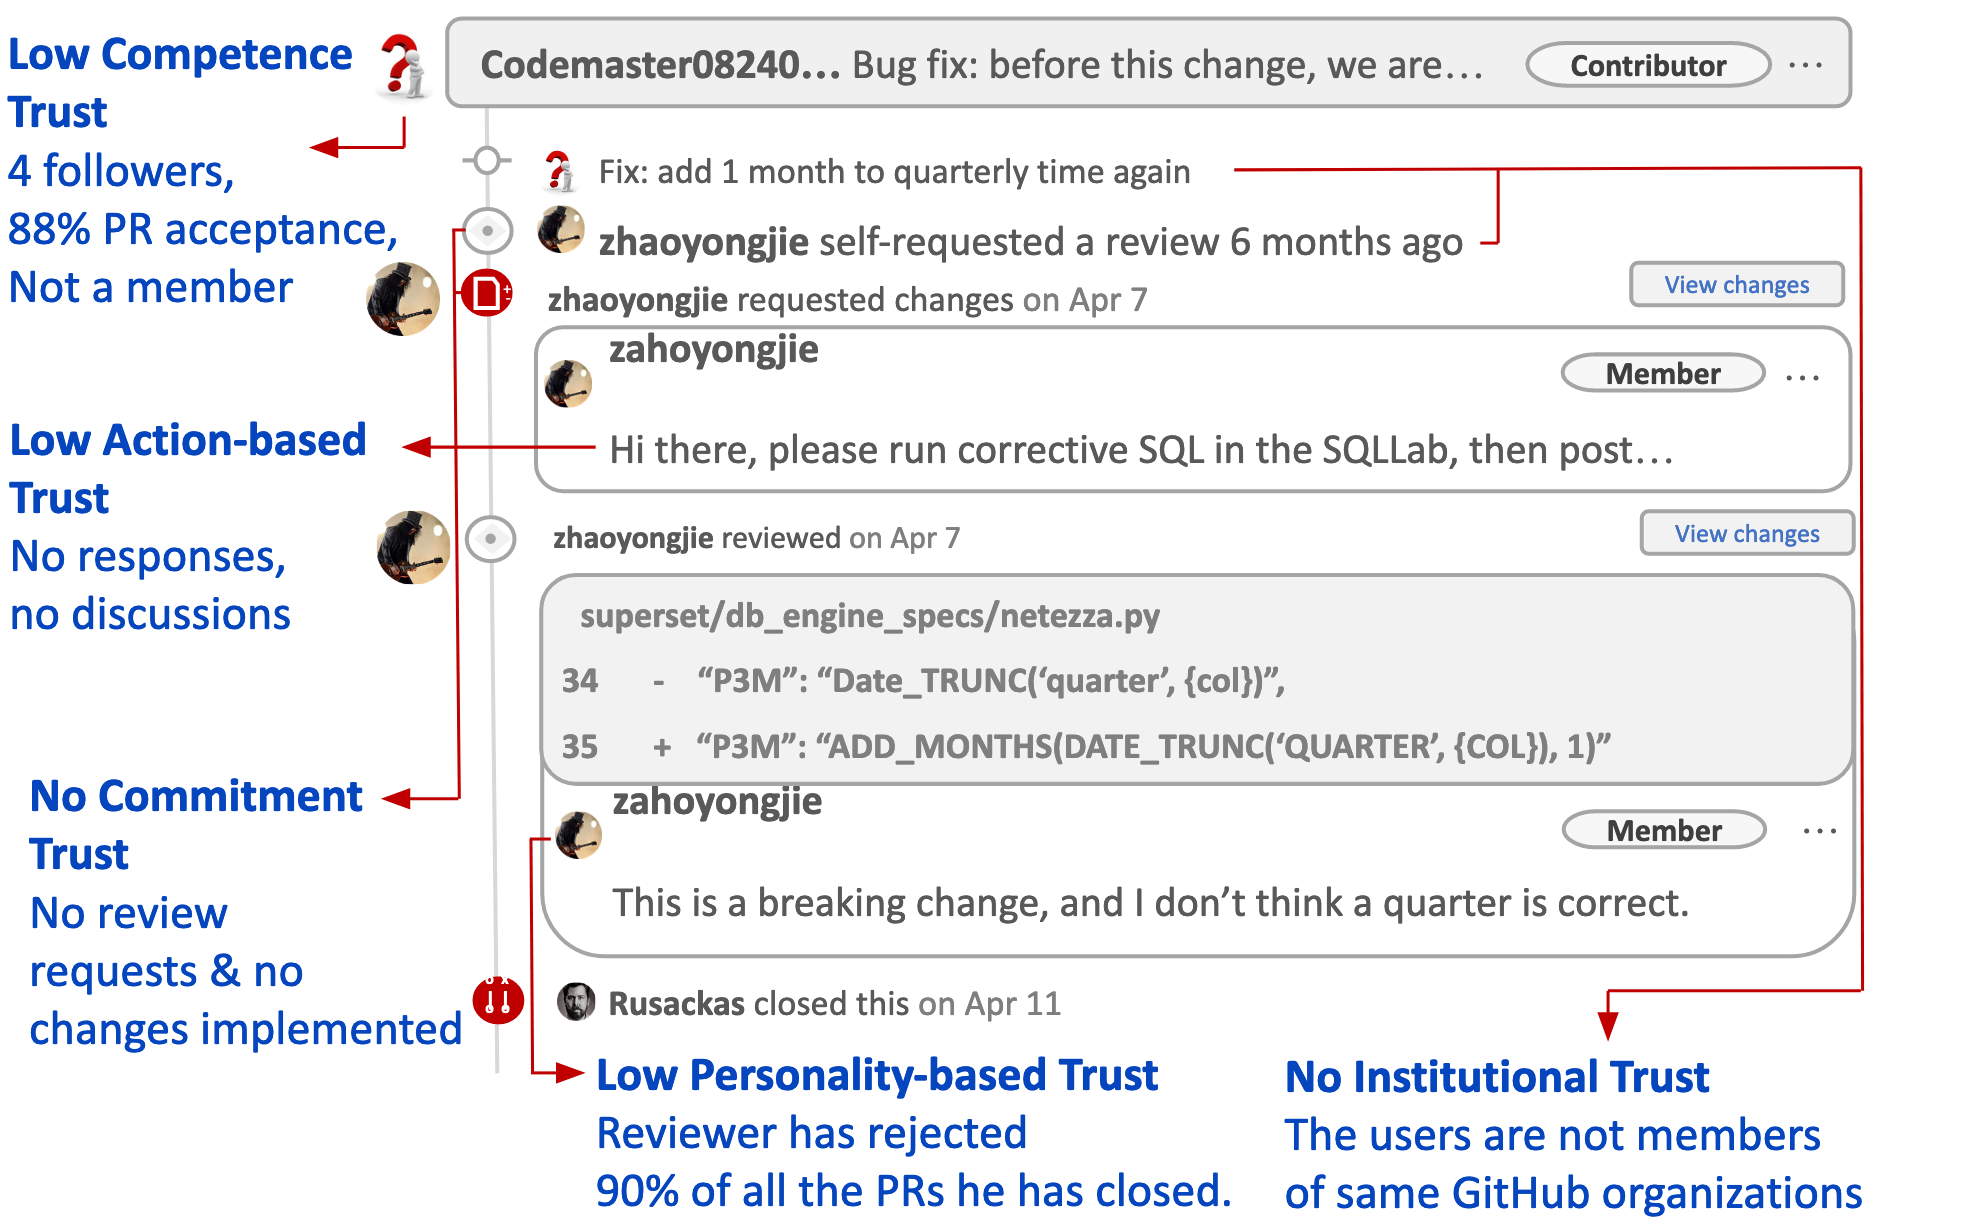 Low Competence
Trust
4 followers,
88% PR acceptance,
Not a member
Codemaster08240... Bug fix: before this change, we are...
Contributor
...
Fix: add 1 month to quarterly time again
zhaoyongjie self-requested a review 6 months ago
zhaoyongjie requested changes on Apr 7
View changes
zahoyongjie
Member
...
Hi there, please run corrective SQL in the SQLLab, then post...
Low Action-based
Trust
No responses,
no discussions
zhaoyongjie reviewed on Apr 7
View changes
superset/db_engine_specs/netezza.py
34 - “P3M”: “Date_TRUNC(‘quarter’, {col})”,
35 + “P3M”: “ADD_MONTHS(DATE_TRUNC(‘QUARTER’, {COL}), 1)”
zahoyongjie
Member
...
This is a breaking change, and I don’t think a quarter is correct.
No Commitment
Trust
No review
requests & no
changes implemented
Rusackas closed this on Apr 11
Low Personality-based Trust
Reviewer has rejected
90% of all the PRs he has closed.
No Institutional Trust
The users are not members
of same GitHub organizations